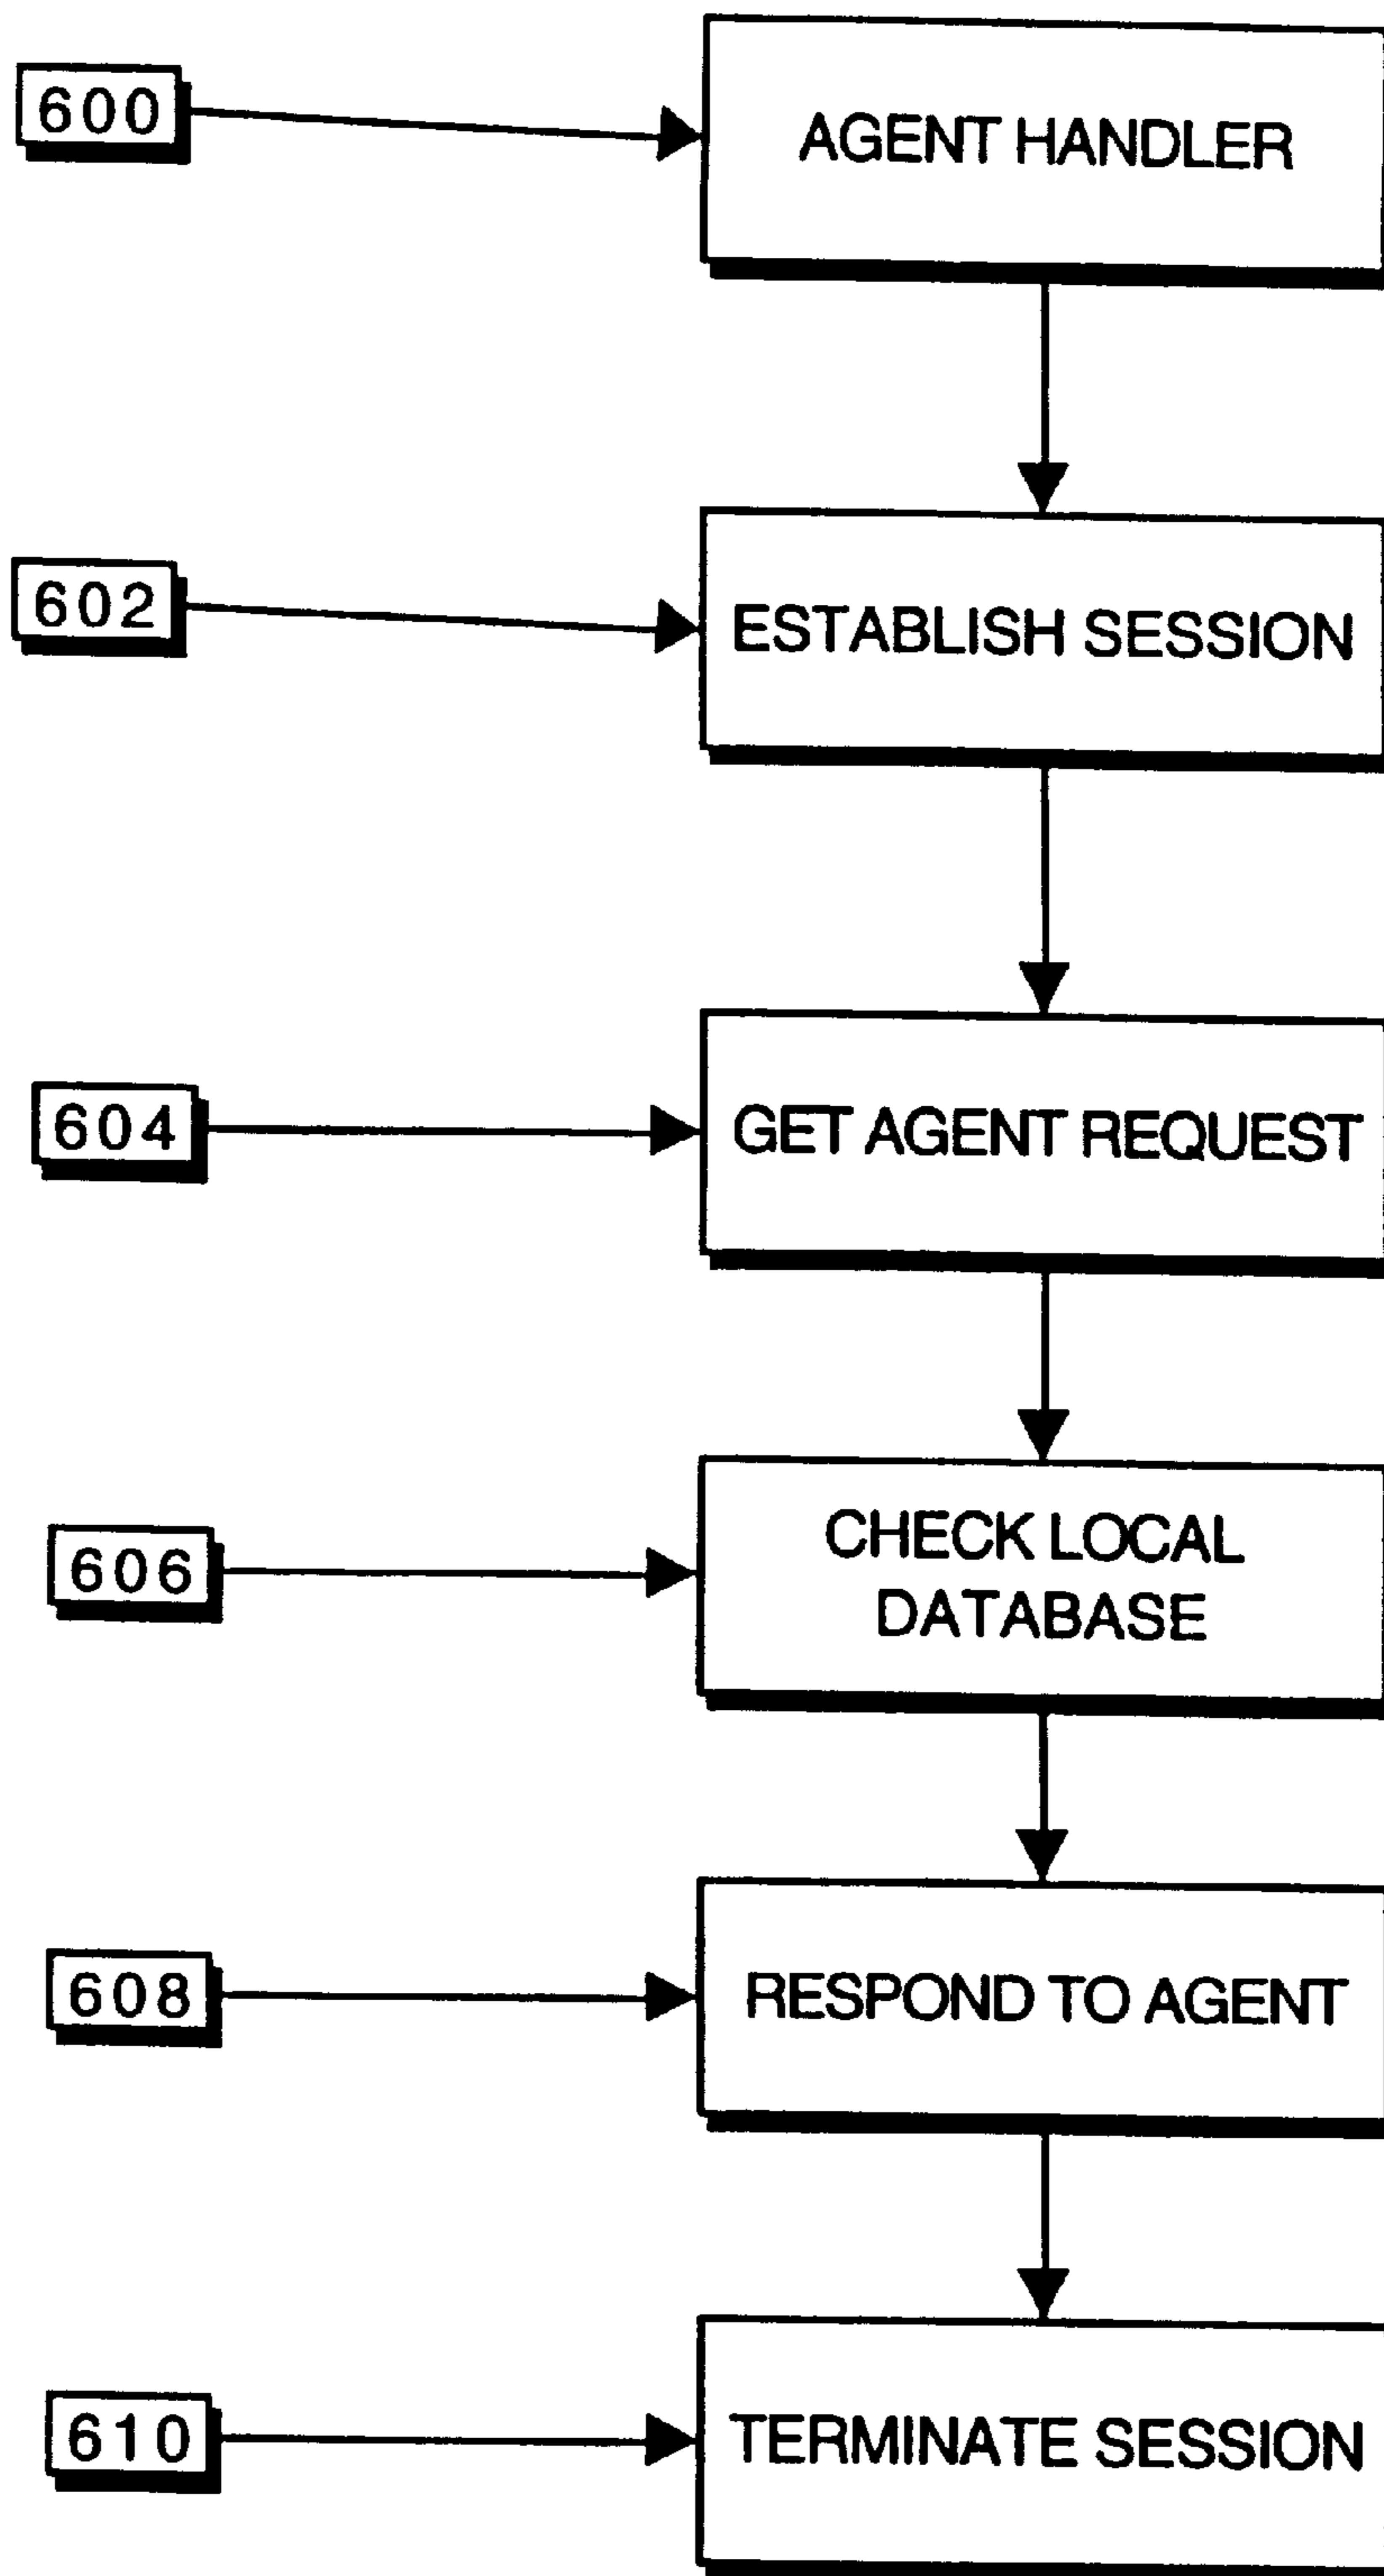 600
AGENT HANDLER
602
ESTABLISH SESSION
604
GET AGENT REQUEST
606
CHECK LOCAL
DATABASE
608
RESPOND TO AGENT
610
TERMINATE SESSION